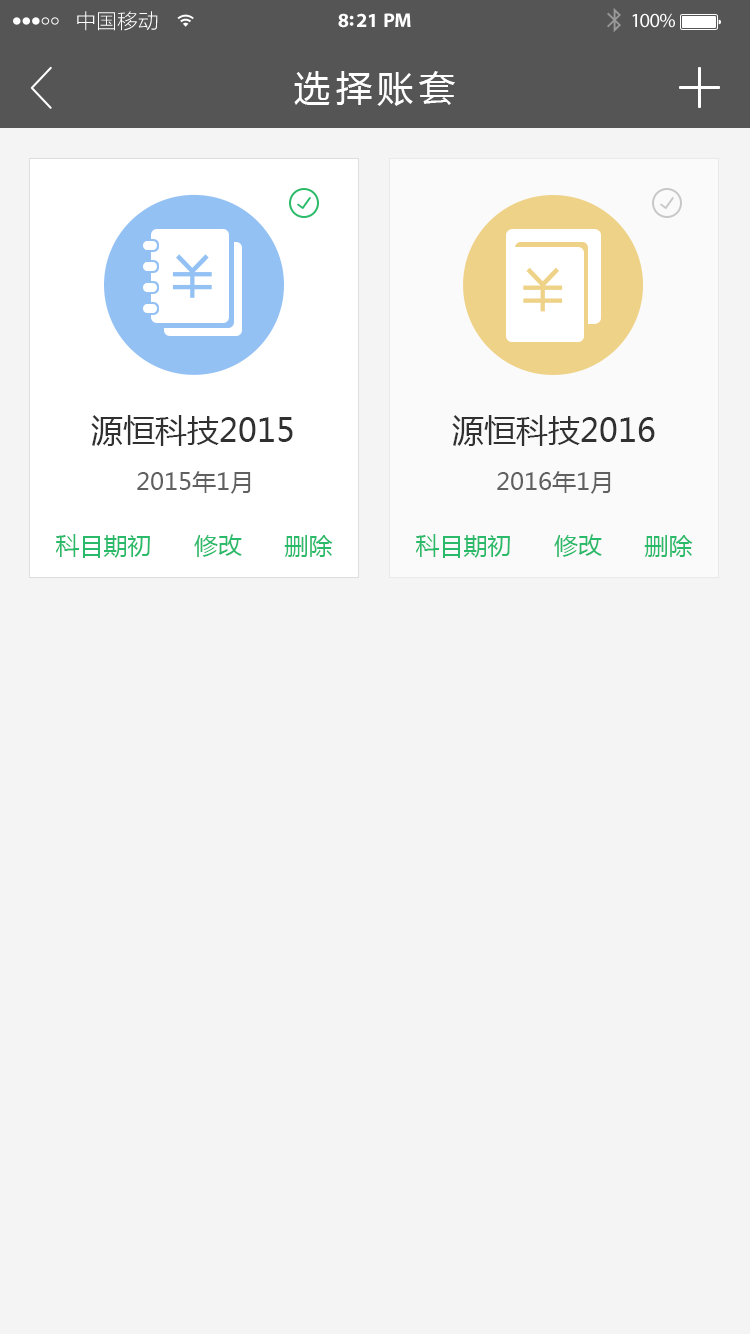 中国移动 8:21 PM 100%
选择账套
源恒科技2015
2015年1月
科目期初 修改 删除
源恒科技2016
2016年1月
科目期初 修改 删除